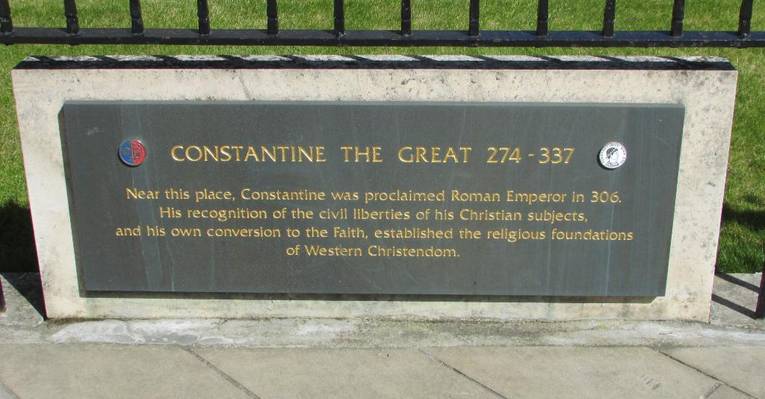 CONSTANTINE THE GREAT 274 - 337
Near this place, Constantine was proclaimed Roman Emperor in 306.
His recognition of the civil liberties of his Christian subjects,
and his own conversion to the Faith, established the religious foundations
of Western Christendom.